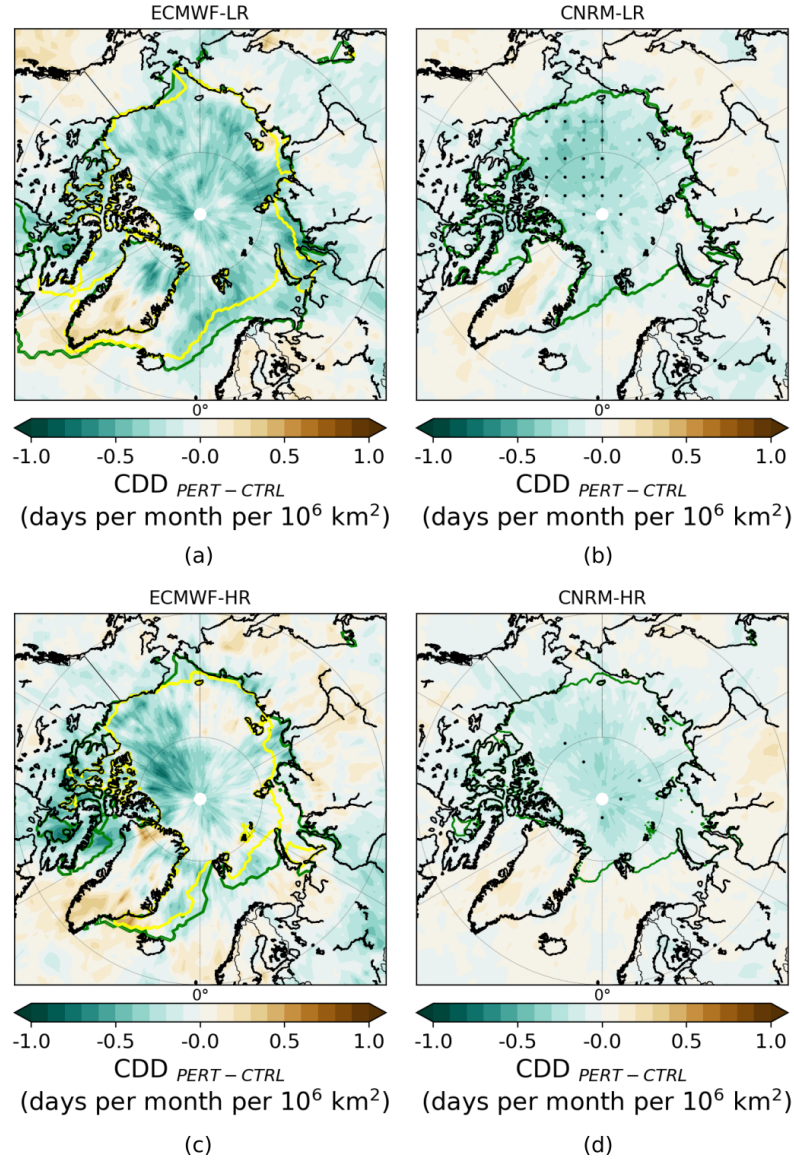 ECMWF-LR
CNRM-LR
0°
0°
-1.0 -0.5 -0.0 0.5 1.0
-1.0 -0.5 -0.0 0.5 1.0
CDD PERT−CTRL
(days per month per 10⁶ km²)
CDD PERT−CTRL
(days per month per 10⁶ km²)
(a)
(b)
ECMWF-HR
CNRM-HR
0°
0°
-1.0 -0.5 -0.0 0.5 1.0
-1.0 -0.5 -0.0 0.5 1.0
CDD PERT−CTRL
(days per month per 10⁶ km²)
CDD PERT−CTRL
(days per month per 10⁶ km²)
(c)
(d)